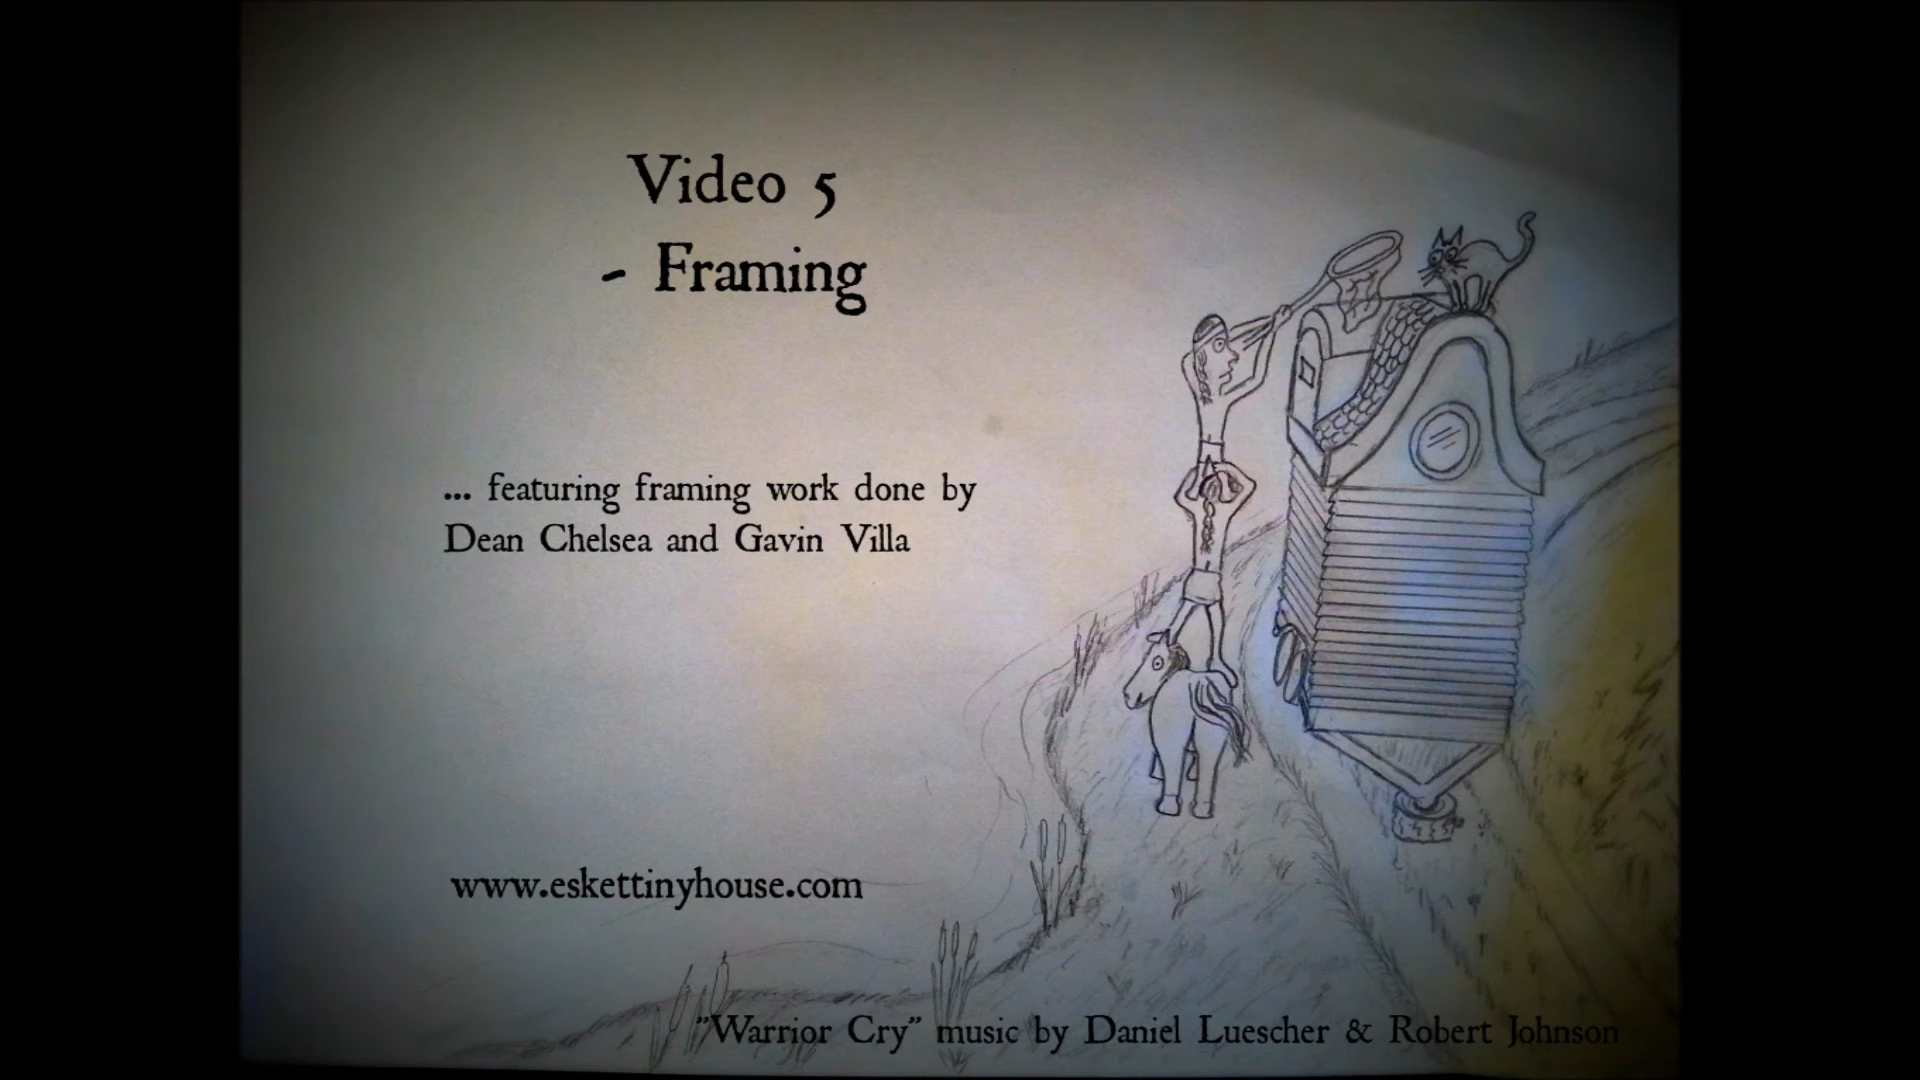 Video 5
- Framing
... featuring framing work done by
Dean Chelsea and Gavin Villa
www.eskettinyhouse.com
"Warrior Cry" music by Daniel Luescher & Robert Johnson